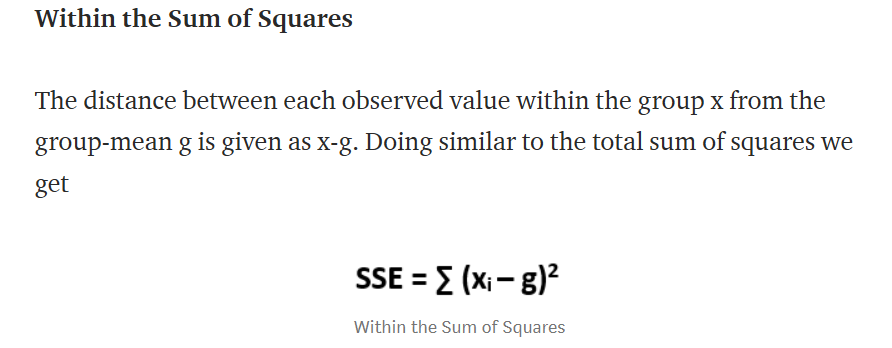 Within the Sum of Squares
The distance between each observed value within the group x from the
group-mean g is given as x-g. Doing similar to the total sum of squares we
get
SSE = ∑ (xᵢ – g)²
Within the Sum of Squares